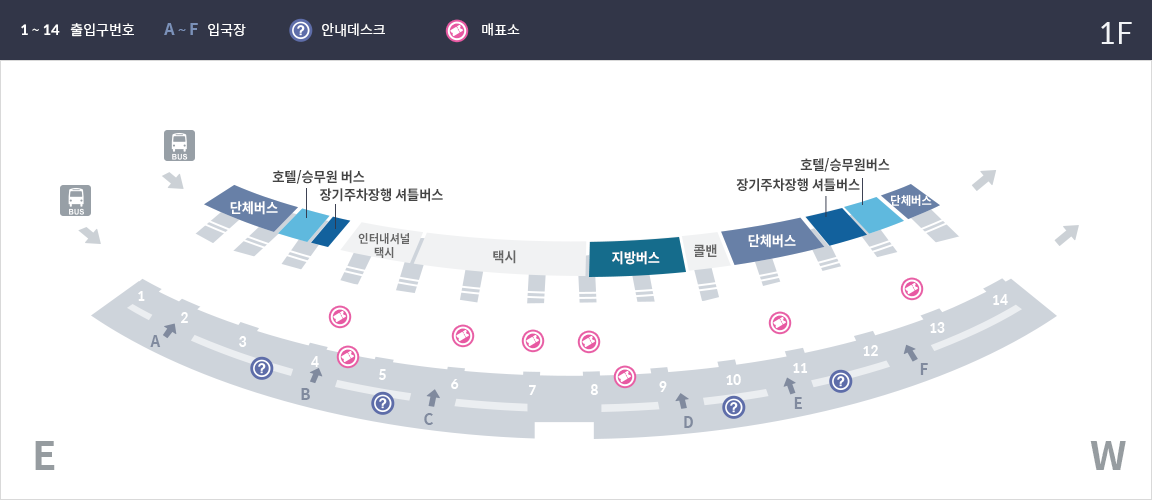 1 ~ 14 출입구번호 A ~ F 입국장 ? 안내데스크 매표소 1F
BUS
BUS
호텔/승무원 버스
장기주차장행 셔틀버스
호텔/승무원버스
장기주차장행 셔틀버스
단체버스
인터내셔널
택시
택시
지방버스
콜밴
단체버스
단체버스
1
2
3
4
5
6
7
8
9
10
11
12
13
14
A
B
C
D
E
F
?
?
?
?
E
W